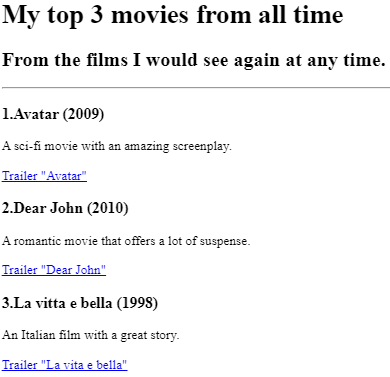 My top 3 movies from all time
From the films I would see again at any time.
1.Avatar (2009)
A sci-fi movie with an amazing screenplay.
Trailer "Avatar"
2.Dear John (2010)
A romantic movie that offers a lot of suspense.
Trailer "Dear John"
3.La vitta e bella (1998)
An Italian film with a great story.
Trailer "La vita e bella"